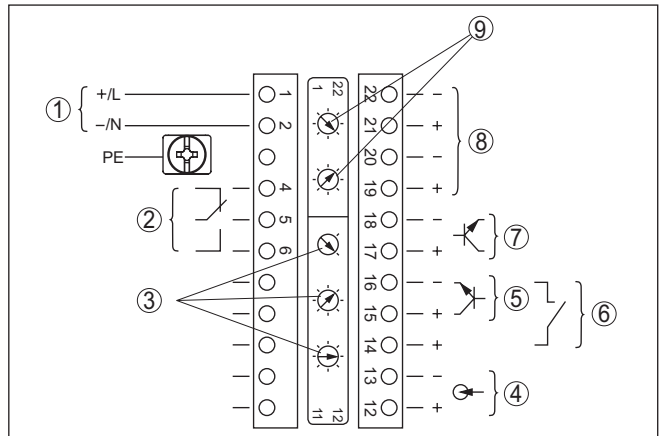 ⑨
1 22
① +/L 1 22 −
−/N 2 21 + ⑧
PE 20 −
4 19 +
② 5 18 − ⑦
6 17 +
③ 16 − ⑤ ⑥
15 +
14 +
13 − ④
11 12 12 +